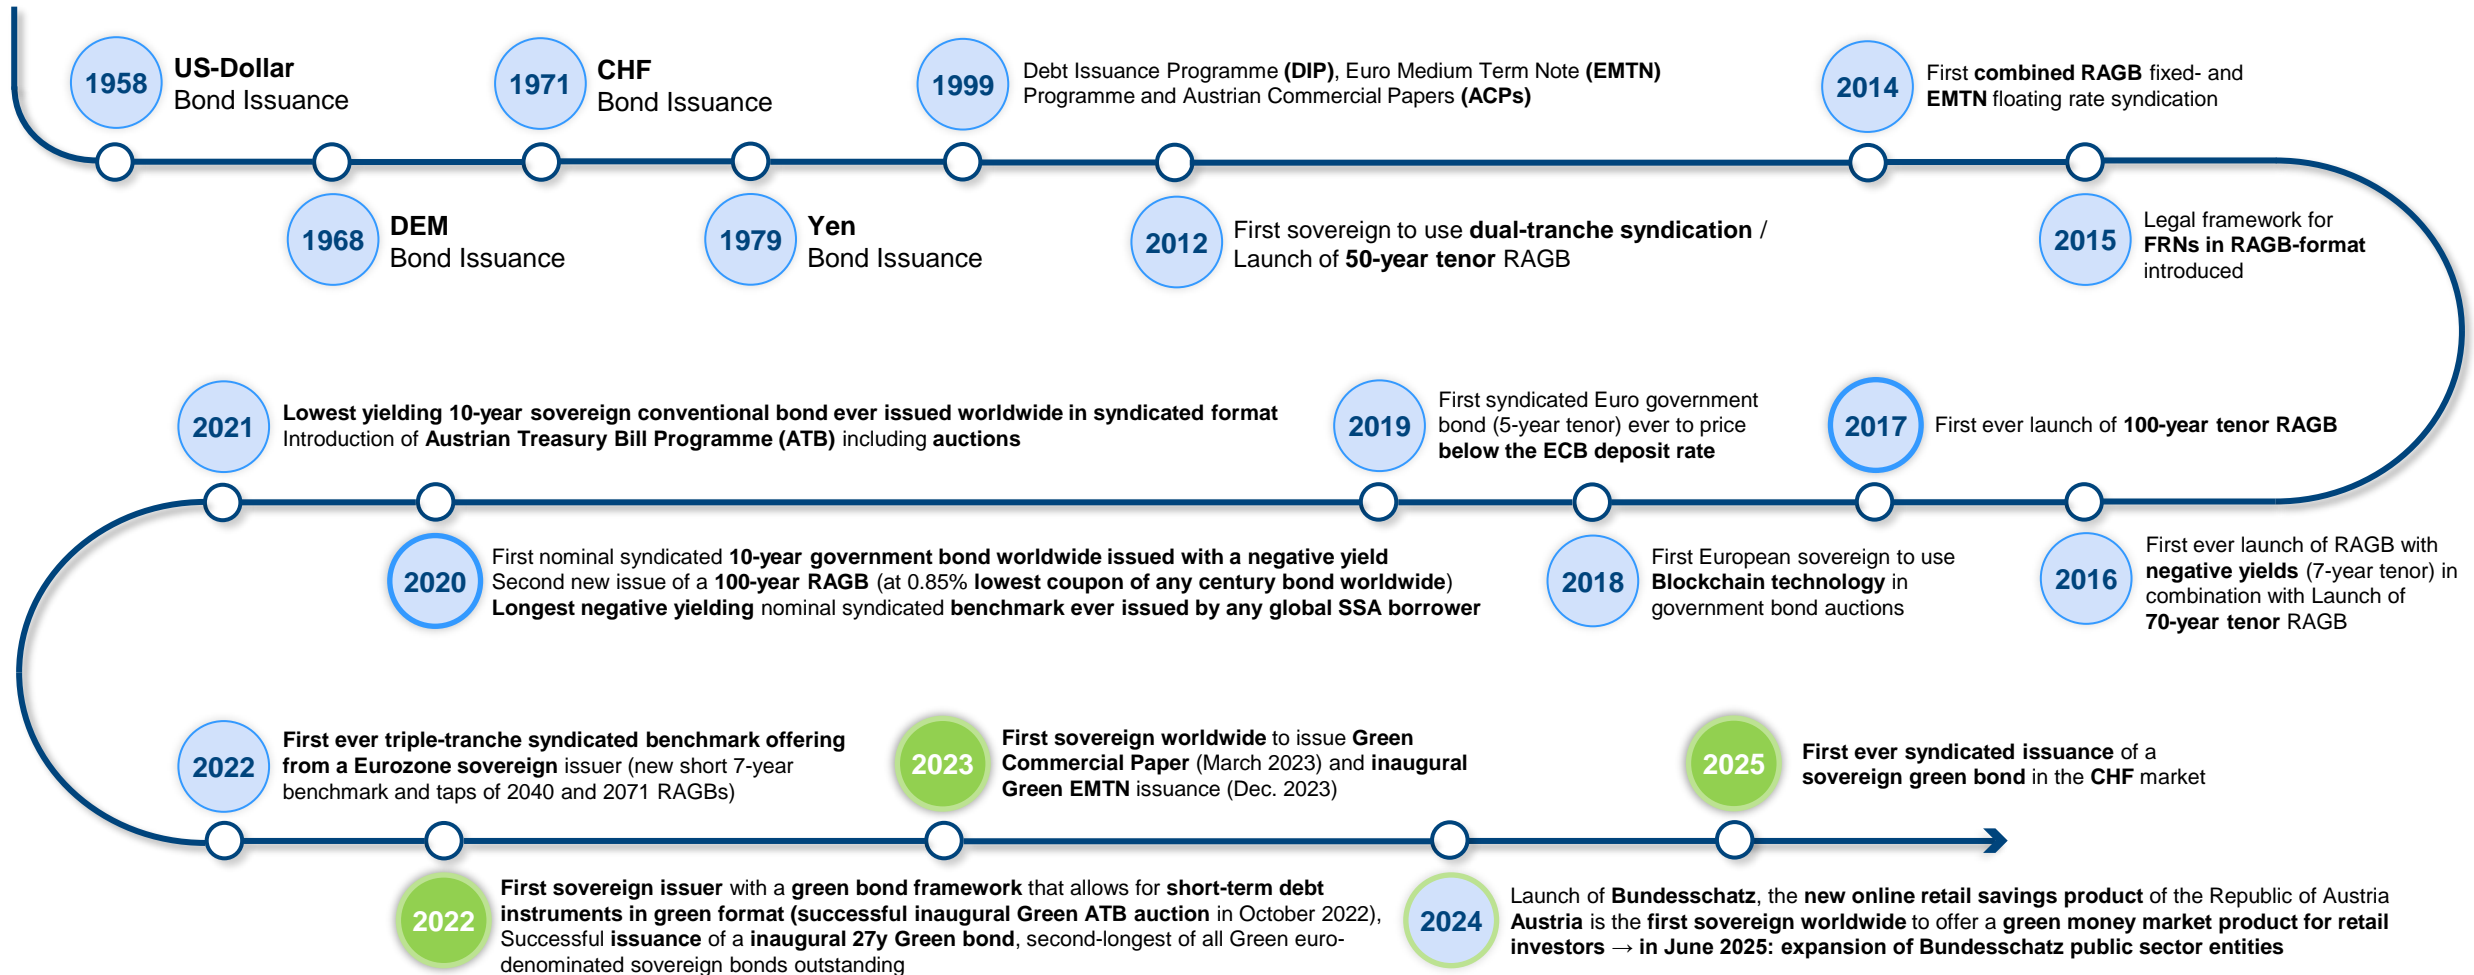 1958
US-Dollar
Bond Issuance
1968
DEM
Bond Issuance
1971
CHF
Bond Issuance
1979
Yen
Bond Issuance
1999
Debt Issuance Programme (DIP), Euro Medium Term Note (EMTN)
Programme and Austrian Commercial Papers (ACPs)
2012
First sovereign to use dual-tranche syndication /
Launch of 50-year tenor RAGB
2014
First combined RAGB fixed- and
EMTN floating rate syndication
2015
Legal framework for
FRNs in RAGB-format
introduced
2016
First ever launch of RAGB with
negative yields (7-year tenor) in
combination with Launch of
70-year tenor RAGB
2017
First ever launch of 100-year tenor RAGB
2018
First European sovereign to use
Blockchain technology in
government bond auctions
2019
First syndicated Euro government
bond (5-year tenor) ever to price
below the ECB deposit rate
2020
First nominal syndicated 10-year government bond worldwide issued with a negative yield
Second new issue of a 100-year RAGB (at 0.85% lowest coupon of any century bond worldwide)
Longest negative yielding nominal syndicated benchmark ever issued by any global SSA borrower
2021
Lowest yielding 10-year sovereign conventional bond ever issued worldwide in syndicated format
Introduction of Austrian Treasury Bill Programme (ATB) including auctions
2022
First ever triple-tranche syndicated benchmark offering
from a Eurozone sovereign issuer (new short 7-year
benchmark and taps of 2040 and 2071 RAGBs)
2022
First sovereign issuer with a green bond framework that allows for short-term debt
instruments in green format (successful inaugural Green ATB auction in October 2022),
Successful issuance of a inaugural 27y Green bond, second-longest of all Green euro-
denominated sovereign bonds outstanding
2023
First sovereign worldwide to issue Green
Commercial Paper (March 2023) and inaugural
Green EMTN issuance (Dec. 2023)
2024
Launch of Bundesschatz, the new online retail savings product of the Republic of Austria
Austria is the first sovereign worldwide to offer a green money market product for retail
investors → in June 2025: expansion of Bundesschatz public sector entities
2025
First ever syndicated issuance of a
sovereign green bond in the CHF market